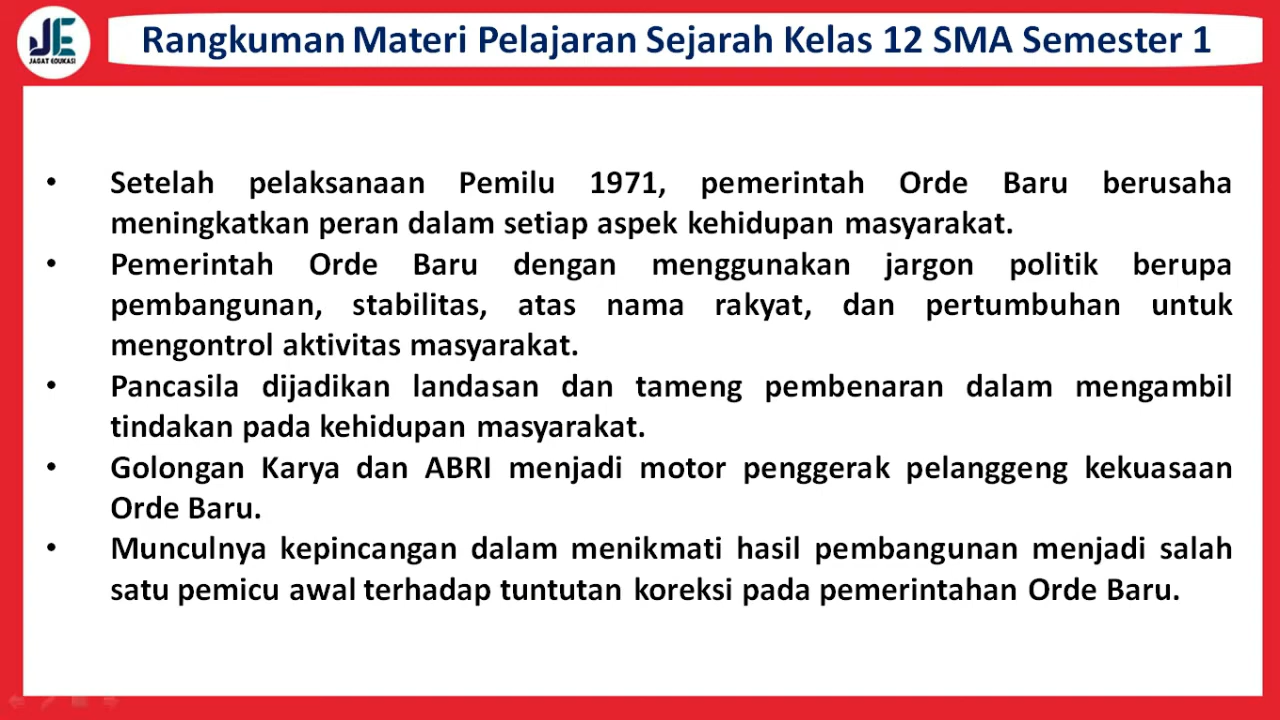 JE
JAGAT EDUKASI
Rangkuman Materi Pelajaran Sejarah Kelas 12 SMA Semester 1
• Setelah pelaksanaan Pemilu 1971, pemerintah Orde Baru berusaha
meningkatkan peran dalam setiap aspek kehidupan masyarakat.
• Pemerintah Orde Baru dengan menggunakan jargon politik berupa
pembangunan, stabilitas, atas nama rakyat, dan pertumbuhan untuk
mengontrol aktivitas masyarakat.
• Pancasila dijadikan landasan dan tameng pembenaran dalam mengambil
tindakan pada kehidupan masyarakat.
• Golongan Karya dan ABRI menjadi motor penggerak pelanggeng kekuasaan
Orde Baru.
• Munculnya kepincangan dalam menikmati hasil pembangunan menjadi salah
satu pemicu awal terhadap tuntutan koreksi pada pemerintahan Orde Baru.